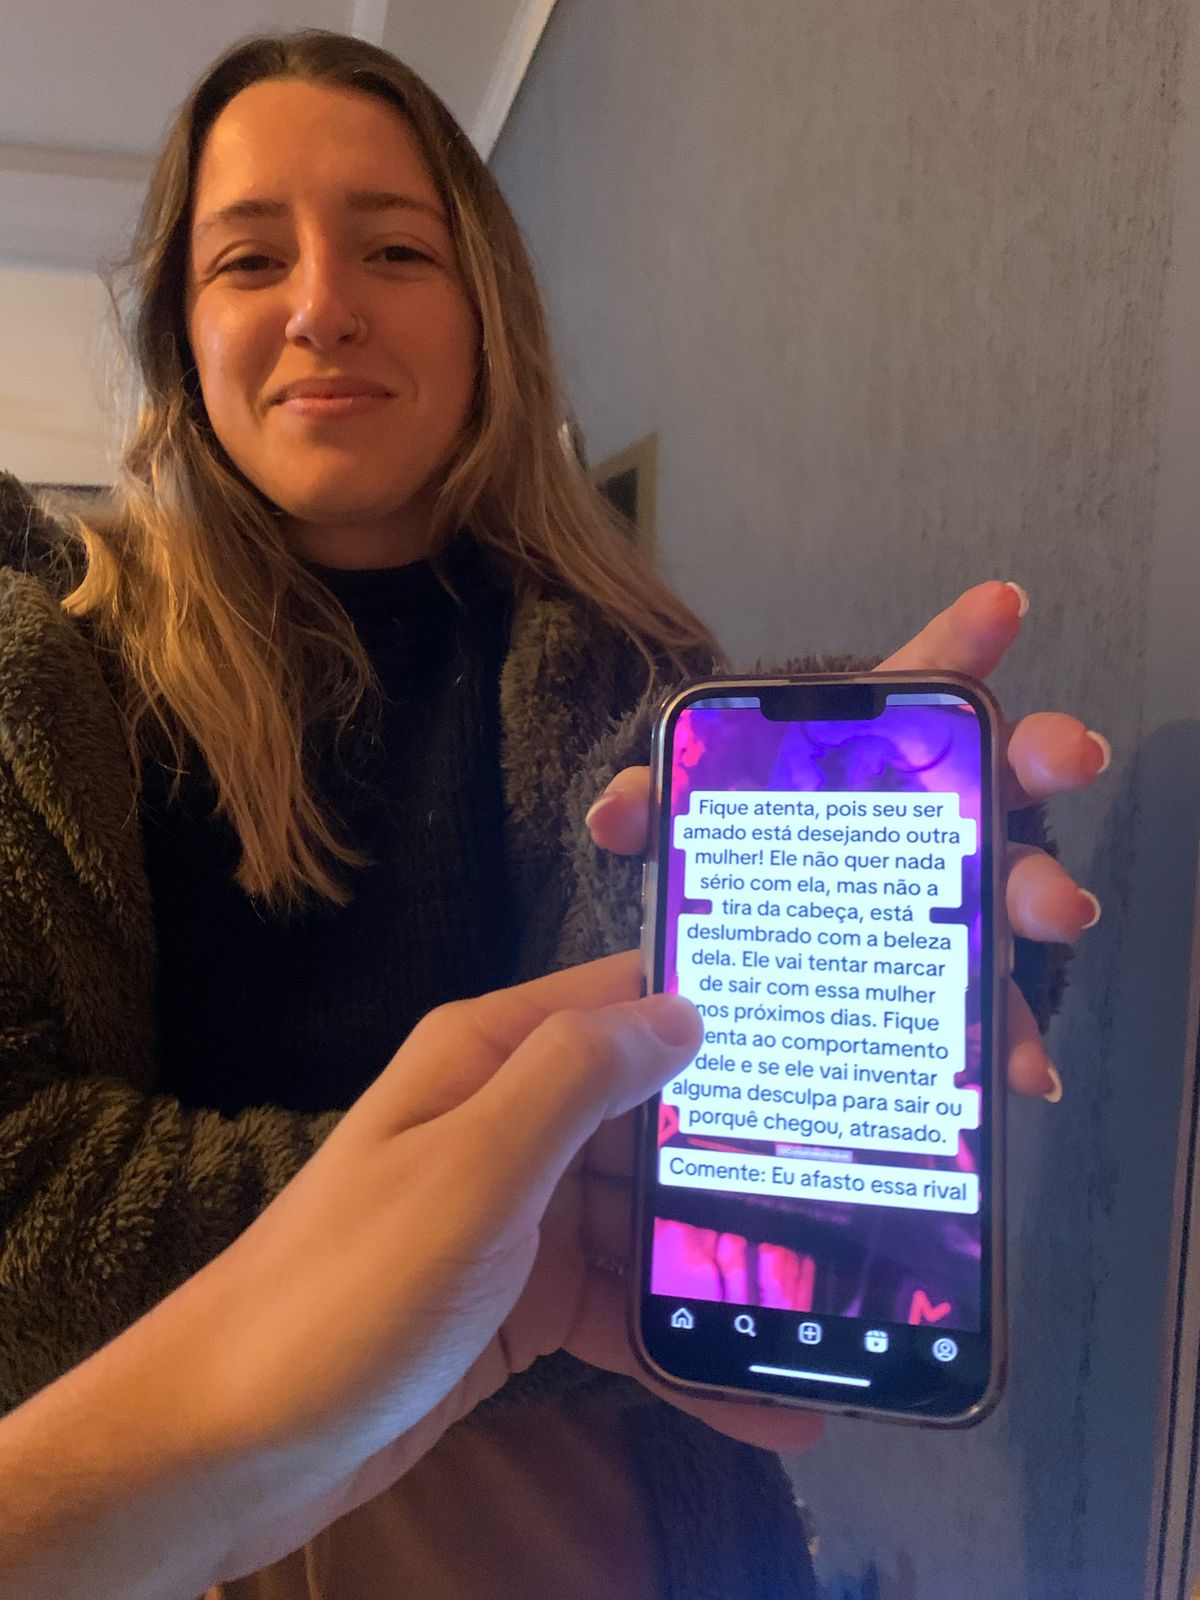 Fique atenta, pois seu ser
amado está desejando outra
mulher! Ele não quer nada
sério com ela, mas não a
tira da cabeça, está
deslumbrado com a beleza
dela. Ele vai tentar marcar
de sair com essa mulher
nos próximos dias. Fique
enta ao comportamento
dele e se ele vai inventar
alguma desculpa para sair ou
porquê chegou, atrasado.
Comente: Eu afasto essa rival